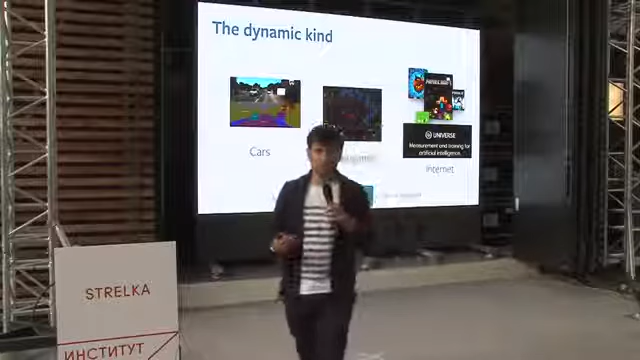 The dynamic kind
Cars
UNIVERSE
Measurement and training for
artificial intelligence.
Internet
STRELKA
ИНСТИТУТ